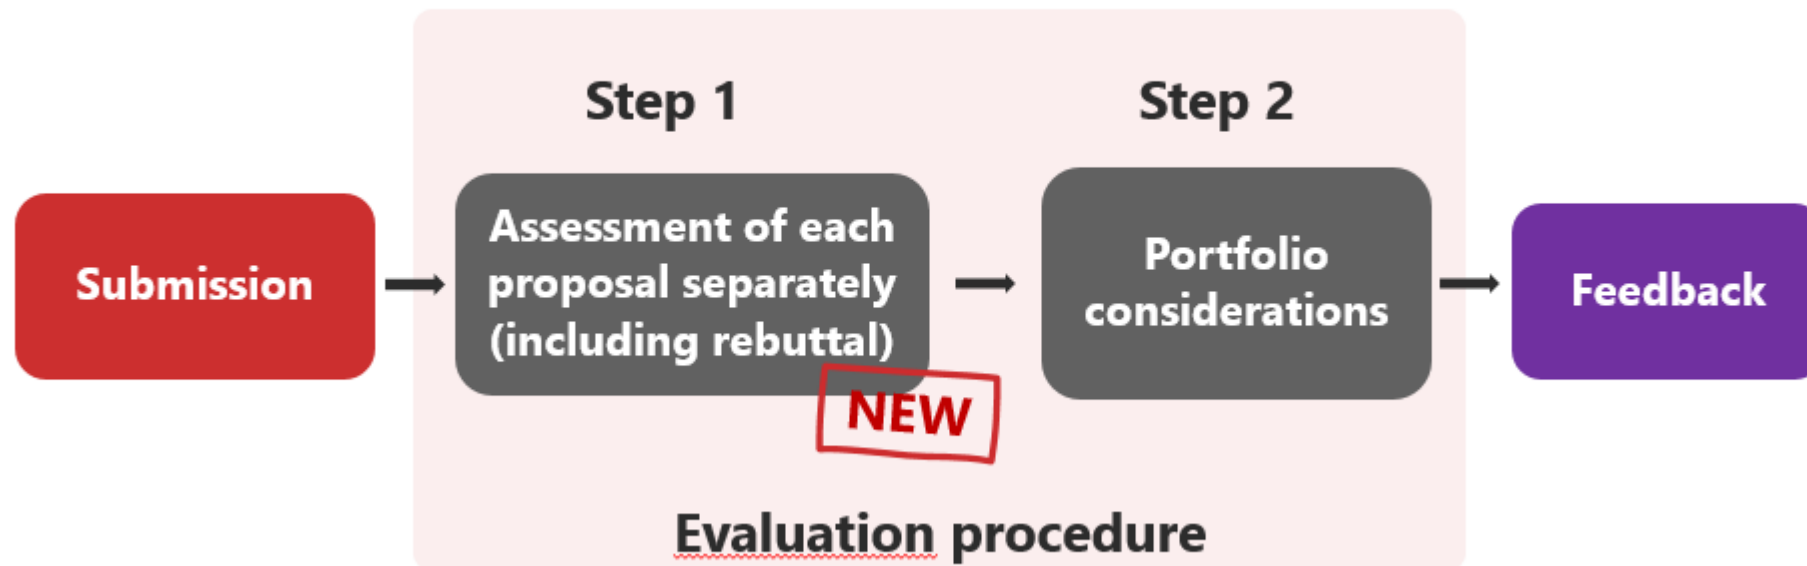 Step 1
Step 2
Submission
Assessment of each
proposal separately
(including rebuttal)
NEW
Portfolio
considerations
Feedback
Evaluation procedure